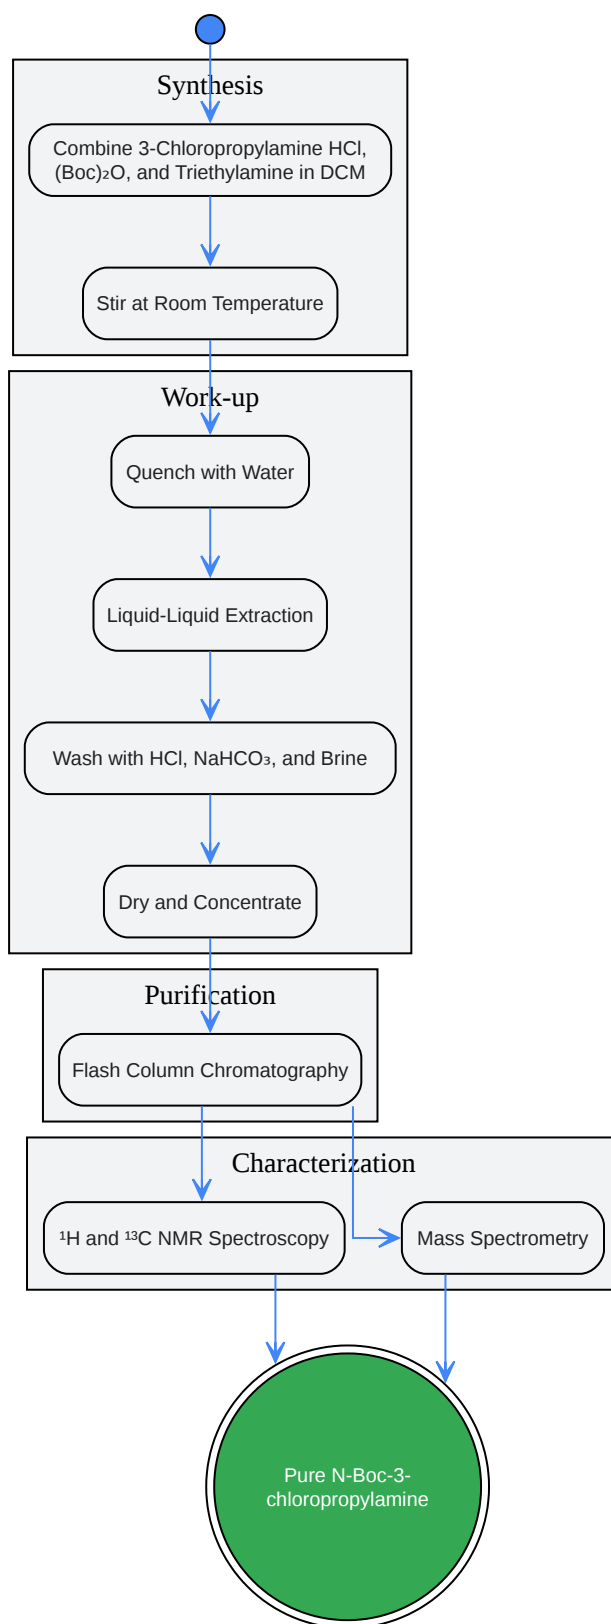 Synthesis
Combine 3-Chloropropylamine HCl,
(Boc)₂O, and Triethylamine in DCM
Stir at Room Temperature
Work-up
Quench with Water
Liquid-Liquid Extraction
Wash with HCl, NaHCO₃, and Brine
Dry and Concentrate
Purification
Flash Column Chromatography
Characterization
¹H and ¹³C NMR Spectroscopy
Mass Spectrometry
Pure N-Boc-3-
chloropropylamine